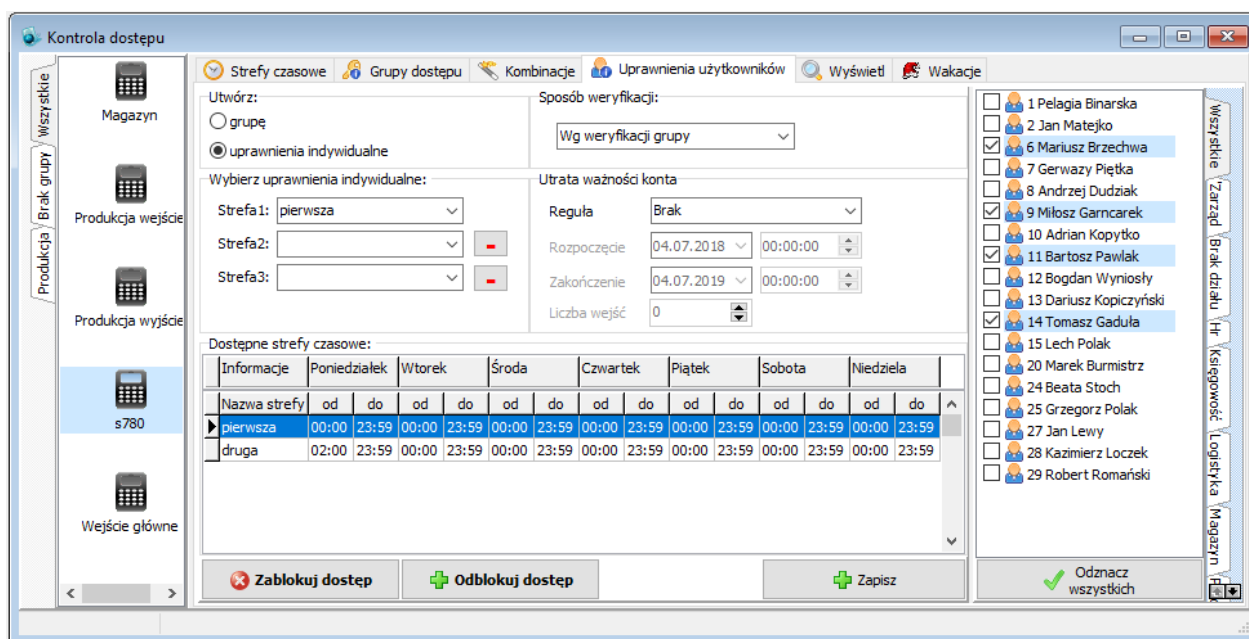 Kontrola dostępu
Wszystkie
Brak grupy
Produkcja
Magazyn
Produkcja wejście
Produkcja wyjście
s780
Wejście główne
Strefy czasowe Grupy dostępu Kombinacje Uprawnienia użytkowników Wyświetl Wakacje
Utwórz:
grupę
uprawnienia indywidualne
Sposób weryfikacji:
Wg weryfikacji grupy
Wybierz uprawnienia indywidualne:
Strefa1: pierwsza
Strefa2:
Strefa3:
Utrata ważności konta
Reguła Brak
Rozpoczęcie 04.07.2018 00:00:00
Zakończenie 04.07.2019 00:00:00
Liczba wejść 0
Dostępne strefy czasowe:
Informacje Poniedziałek Wtorek Środa Czwartek Piątek Sobota Niedziela
Nazwa strefy od do od do od do od do od do od do od do
pierwsza 00:00 23:59 00:00 23:59 00:00 23:59 00:00 23:59 00:00 23:59 00:00 23:59 00:00 23:59
druga 02:00 23:59 00:00 23:59 00:00 23:59 00:00 23:59 00:00 23:59 00:00 23:59 00:00 23:59
Zablokuj dostęp
Odblokuj dostęp
Zapisz
1 Pelagia Binarska
2 Jan Matejko
6 Mariusz Brzechwa
7 Gerwazy Piętka
8 Andrzej Dudziak
9 Miłosz Garncarek
10 Adrian Kopytko
11 Bartosz Pawlak
12 Bogdan Wyniosły
13 Dariusz Kopiczyński
14 Tomasz Gaduła
15 Lech Polak
20 Marek Burmistrz
24 Beata Stoch
25 Grzegorz Polak
27 Jan Lewy
28 Kazimierz Loczek
29 Robert Romański
Odznacz
wszystkich
Wszystkie
Zarząd
Brak działu
Hr
Księgowość
Logistyka
Magazyn